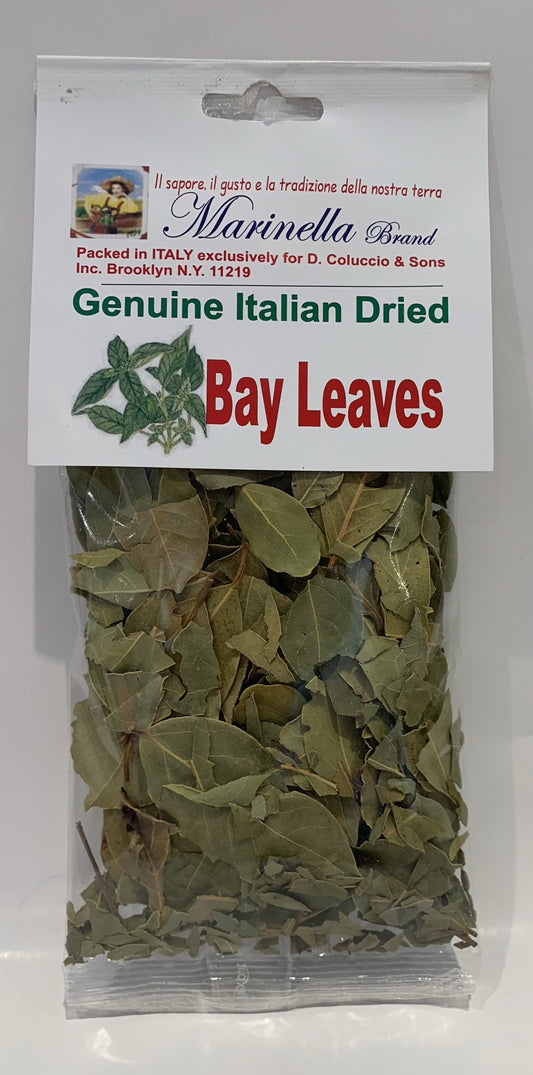 Il sapore, il gusto e la tradizione della nostra terra
Marinella Brand
Packed in ITALY exclusively for D. Coluccio & Sons
Inc. Brooklyn N.Y. 11219
Genuine Italian Dried
Bay Leaves